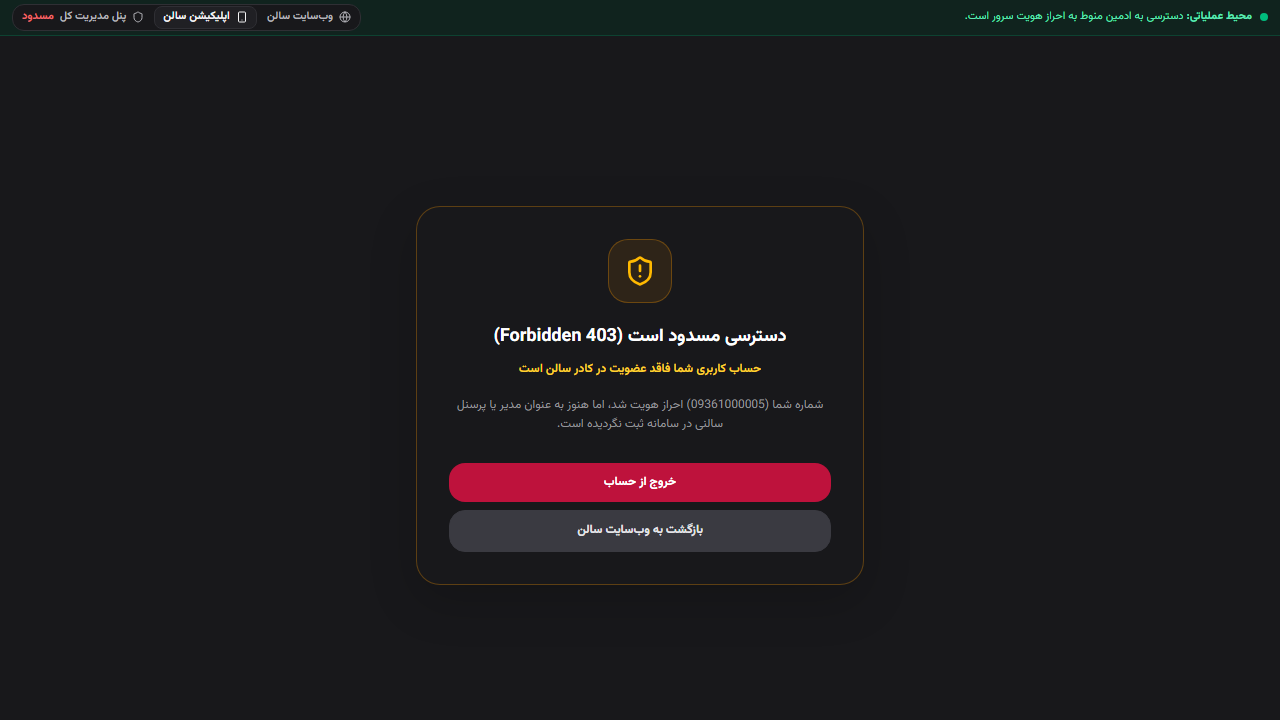 محیط عملیاتی: دسترسی به ادمین منوط به احراز هویت سرور است.
وب‌سایت سالن
اپلیکیشن سالن
پنل مدیریت کل مسدود
دسترسی مسدود است (Forbidden 403)
حساب کاربری شما فاقد عضویت در کادر سالن است
شماره شما (09361000005) احراز هویت شد، اما هنوز به عنوان مدیر یا پرسنل
سالنی در سامانه ثبت نگردیده است.
خروج از حساب
بازگشت به وب‌سایت سالن